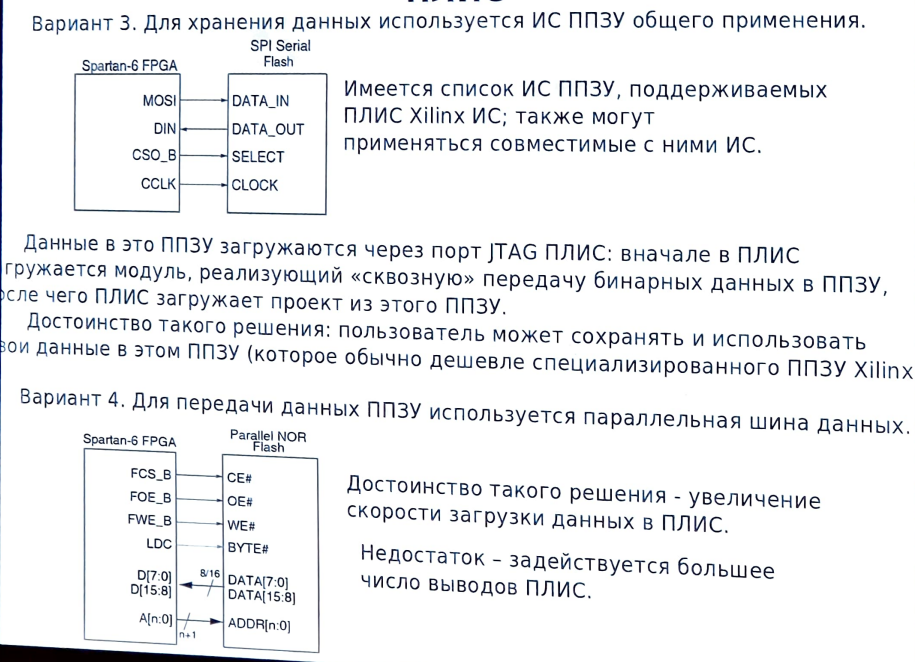 Вариант 3. Для хранения данных используется ИС ППЗУ общего применения.
Spartan-6 FPGA
SPI Serial
Flash
MOSI
DATA_IN
DIN
DATA_OUT
CSO_B
SELECT
CCLK
CLOCK
Имеется список ИС ППЗУ, поддерживаемых
ПЛИС Xilinx ИС; также могут
применяться совместимые с ними ИС.
Данные в это ППЗУ загружаются через порт JTAG ПЛИС: вначале в ПЛИС
гружается модуль, реализующий «сквозную» передачу бинарных данных в ППЗУ,
осле чего ПЛИС загружает проект из этого ППЗУ.
Достоинство такого решения: пользователь может сохранять и использовать
вои данные в этом ППЗУ (которое обычно дешевле специализированного ППЗУ Xilinx
Вариант 4. Для передачи данных ППЗУ используется параллельная шина данных.
Spartan-6 FPGA
Parallel NOR
Flash
FCS_B
CE#
FOE_B
OE#
FWE_B
WE#
LDC
BYTE#
D[7:0]
D[15:8]
8/16
DATA[7:0]
DATA[15:8]
A[n:0]
n+1
ADDR[n:0]
Достоинство такого решения - увеличение
скорости загрузки данных в ПЛИС.
Недостаток – задействуется большее
число выводов ПЛИС.